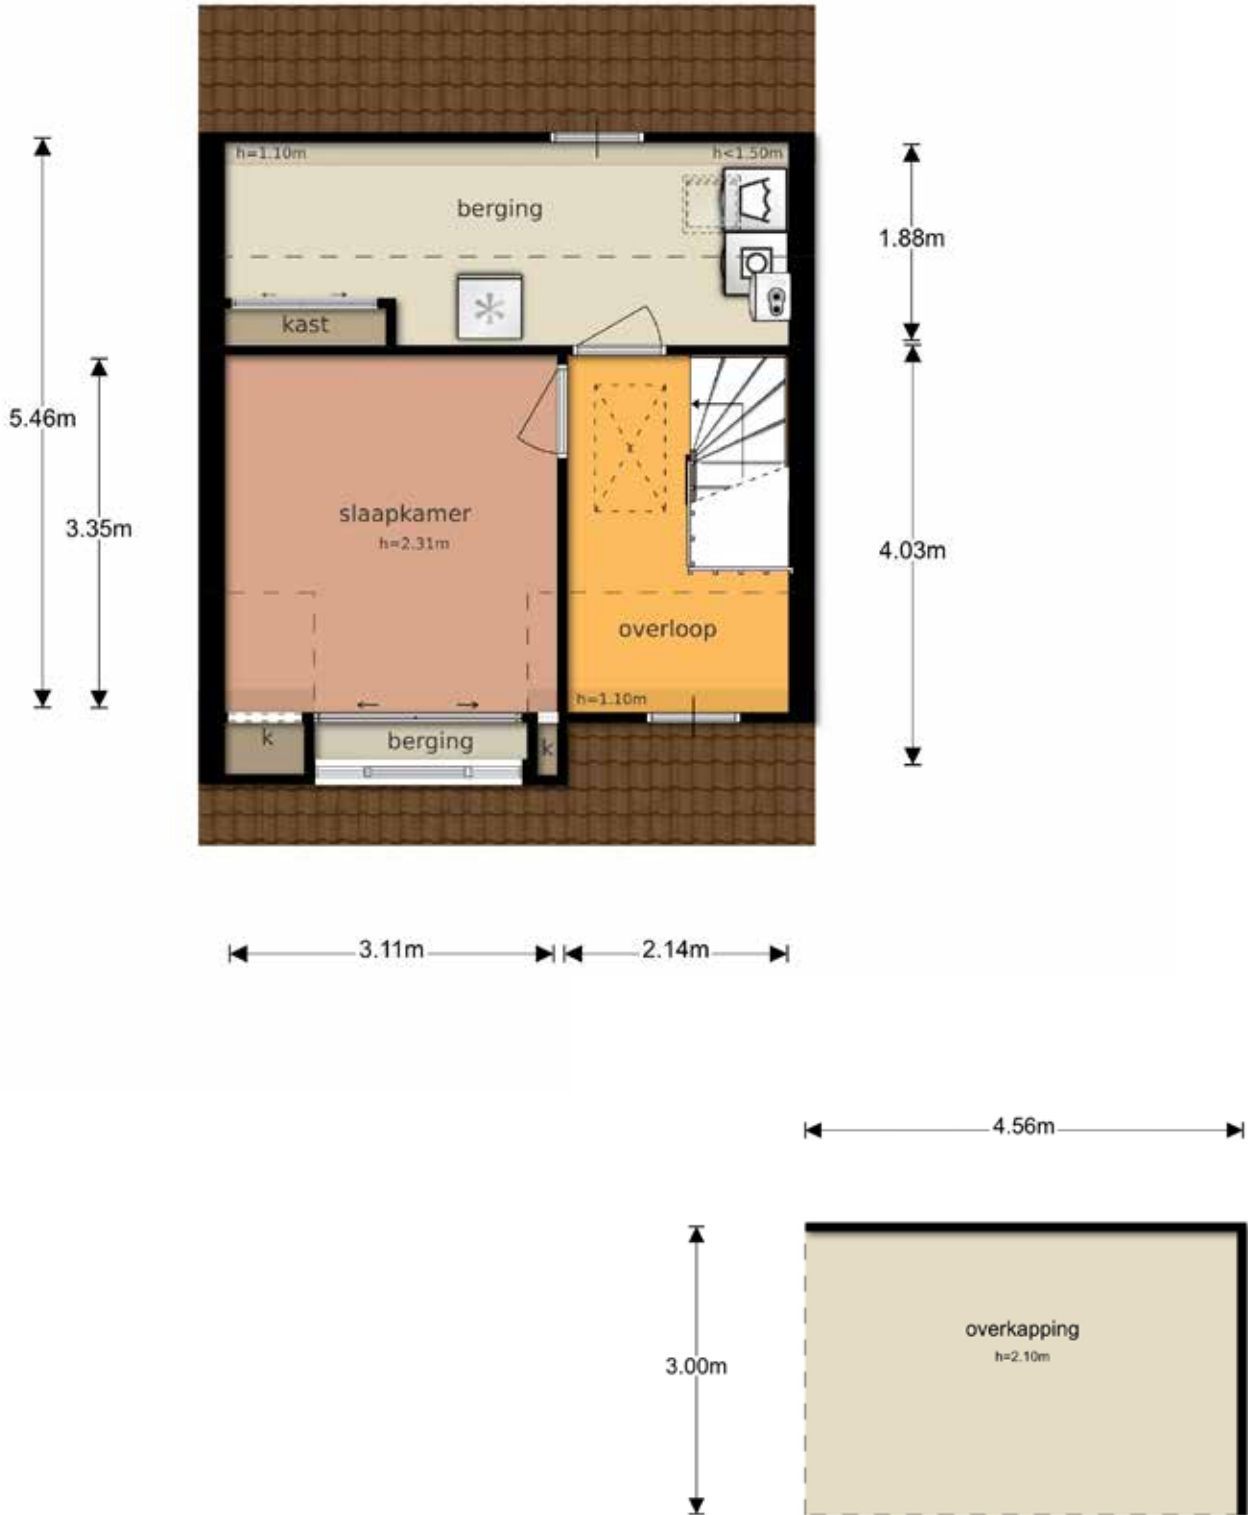 h=1.10m
h<1.50m
berging
1.88m
kast
5.46m
3.35m
slaapkamer
h=2.31m
4.03m
overloop
h=1.10m
k
berging
k
3.11m
2.14m
4.56m
overkapping
h=2.10m
3.00m